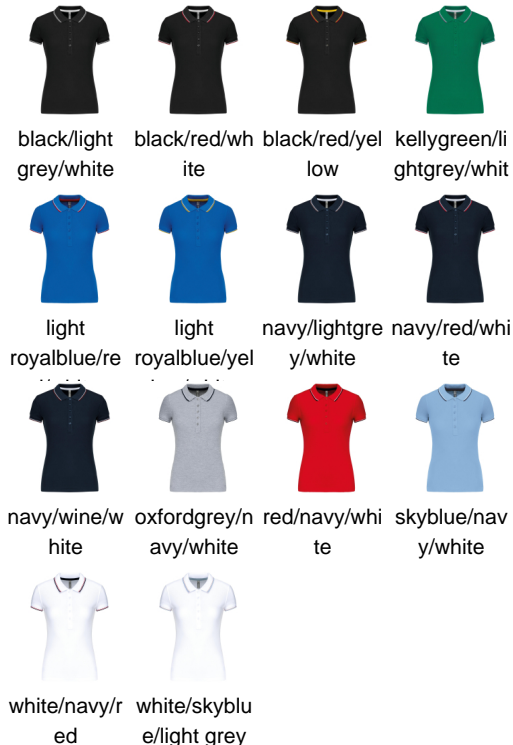 black/light
grey/white
black/red/wh
ite
black/red/yel
low
kellygreen/li
ghtgrey/whit
light
royalblue/re
light
royalblue/yel
navy/lightgre
y/white
navy/red/whi
te
navy/wine/w
hite
oxfordgrey/n
avy/white
red/navy/whi
te
skyblue/nav
y/white
white/navy/r
ed
white/skyblu
e/light grey